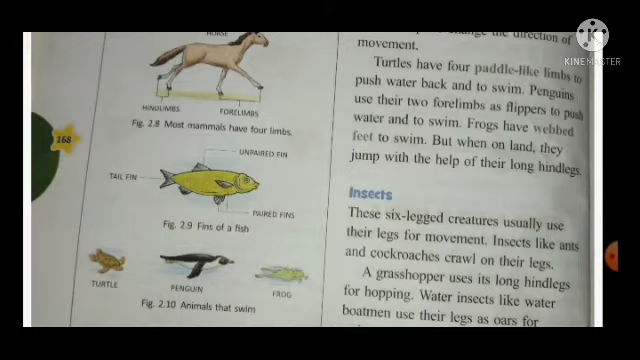 HORSE
HINDLIMBS
FORELIMBS
Fig. 2.8 Most mammals have four limbs.
168
UNPAIRED FIN
TAIL FIN
PAIRED FINS
Fig. 2.9 Fins of a fish
TURTLE
PENGUIN
FROG
Fig. 2.10 Animals that swim
change the direction of
movement.
Turtles have four paddle-like limbs to
push water back and to swim. Penguins
use their two forelimbs as flippers to push
water and to swim. Frogs have webbed
feet to swim. But when on land, they
jump with the help of their long hindlegs.
Insects
These six-legged creatures usually use
their legs for movement. Insects like ants
and cockroaches crawl on their legs.
A grasshopper uses its long hindlegs
for hopping. Water insects like water
boatmen use their legs as oars for
K
KINEMASTER